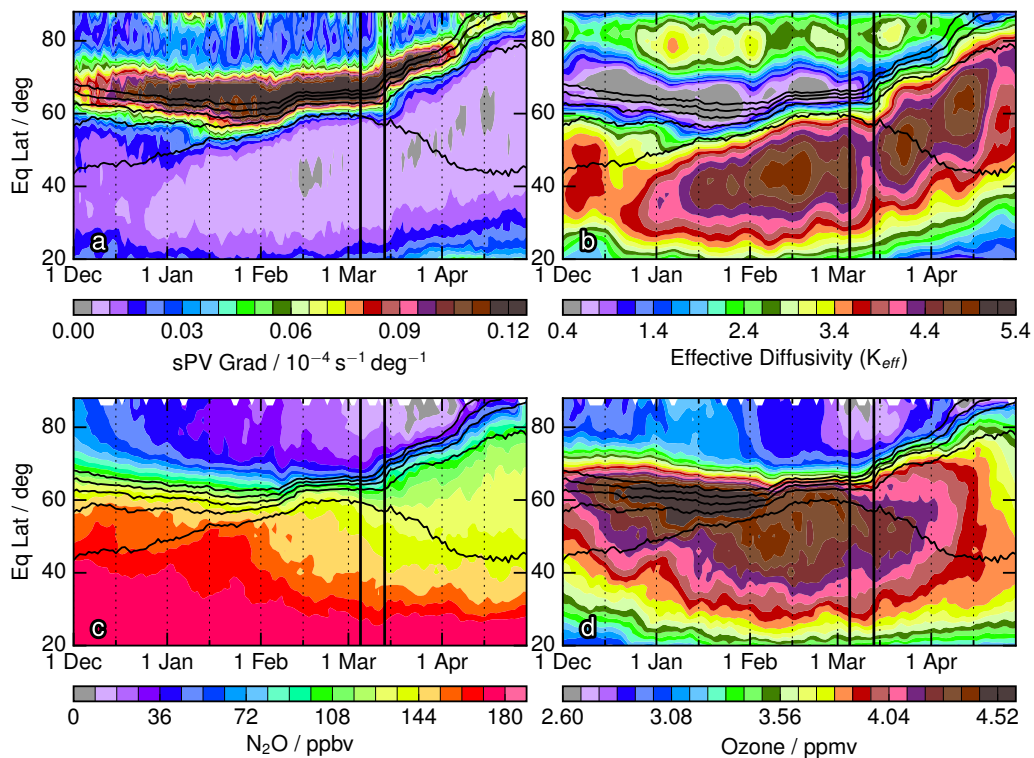 Eq Lat / deg
80
60
40
20
a
1 Dec
1 Jan
1 Feb
1 Mar
1 Apr
0.00
0.03
0.06
0.09
0.12
sPV Grad / 10⁻⁴ s⁻¹ deg⁻¹
80
60
40
20
b
1 Dec
1 Jan
1 Feb
1 Mar
1 Apr
0.4
1.4
2.4
3.4
4.4
5.4
Effective Diffusivity (K_eff)
Eq Lat / deg
80
60
40
20
c
1 Dec
1 Jan
1 Feb
1 Mar
1 Apr
0
36
72
108
144
180
N₂O / ppbv
80
60
40
20
d
1 Dec
1 Jan
1 Feb
1 Mar
1 Apr
2.60
3.08
3.56
4.04
4.52
Ozone / ppmv